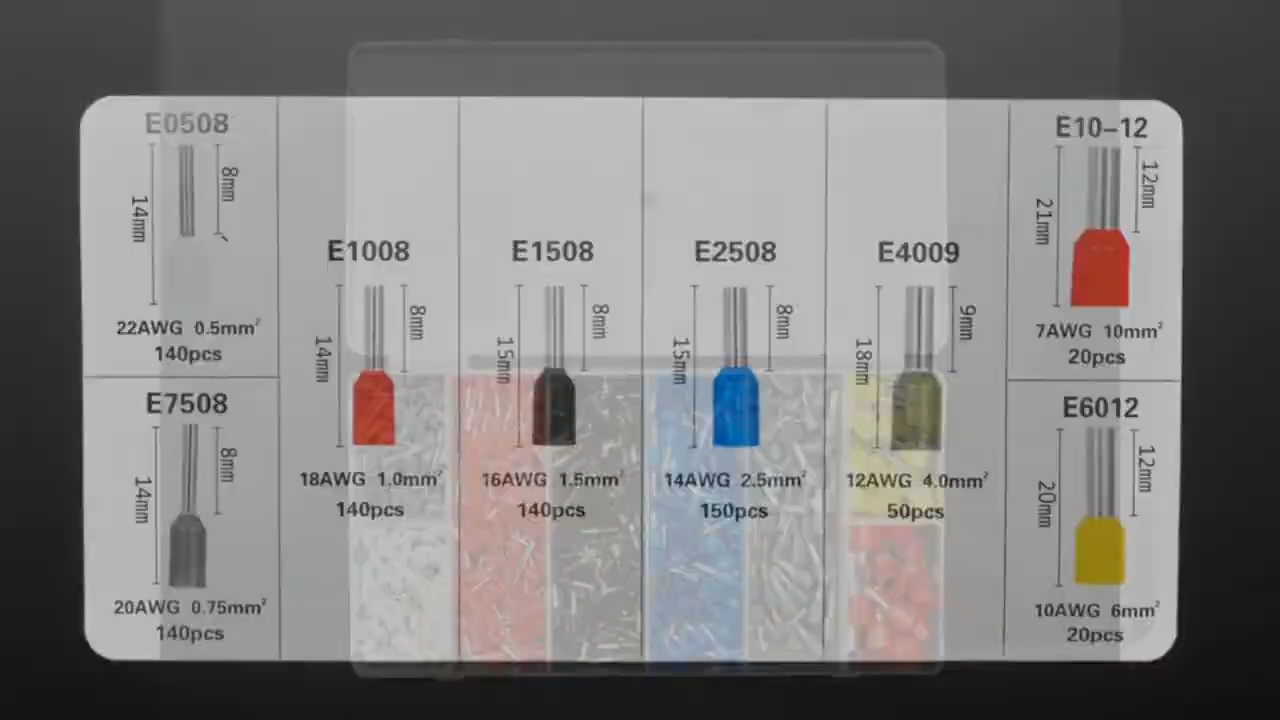 E0508
8mm
14mm
22AWG 0.5mm²
140pcs
E7508
8mm
14mm
20AWG 0.75mm²
140pcs
E1008
8mm
14mm
18AWG 1.0mm²
140pcs
E1508
8mm
15mm
16AWG 1.5mm²
140pcs
E2508
8mm
15mm
14AWG 2.5mm²
150pcs
E4009
9mm
18mm
12AWG 4.0mm²
50pcs
E10-12
12mm
21mm
7AWG 10mm²
20pcs
E6012
12mm
20mm
10AWG 6mm²
20pcs